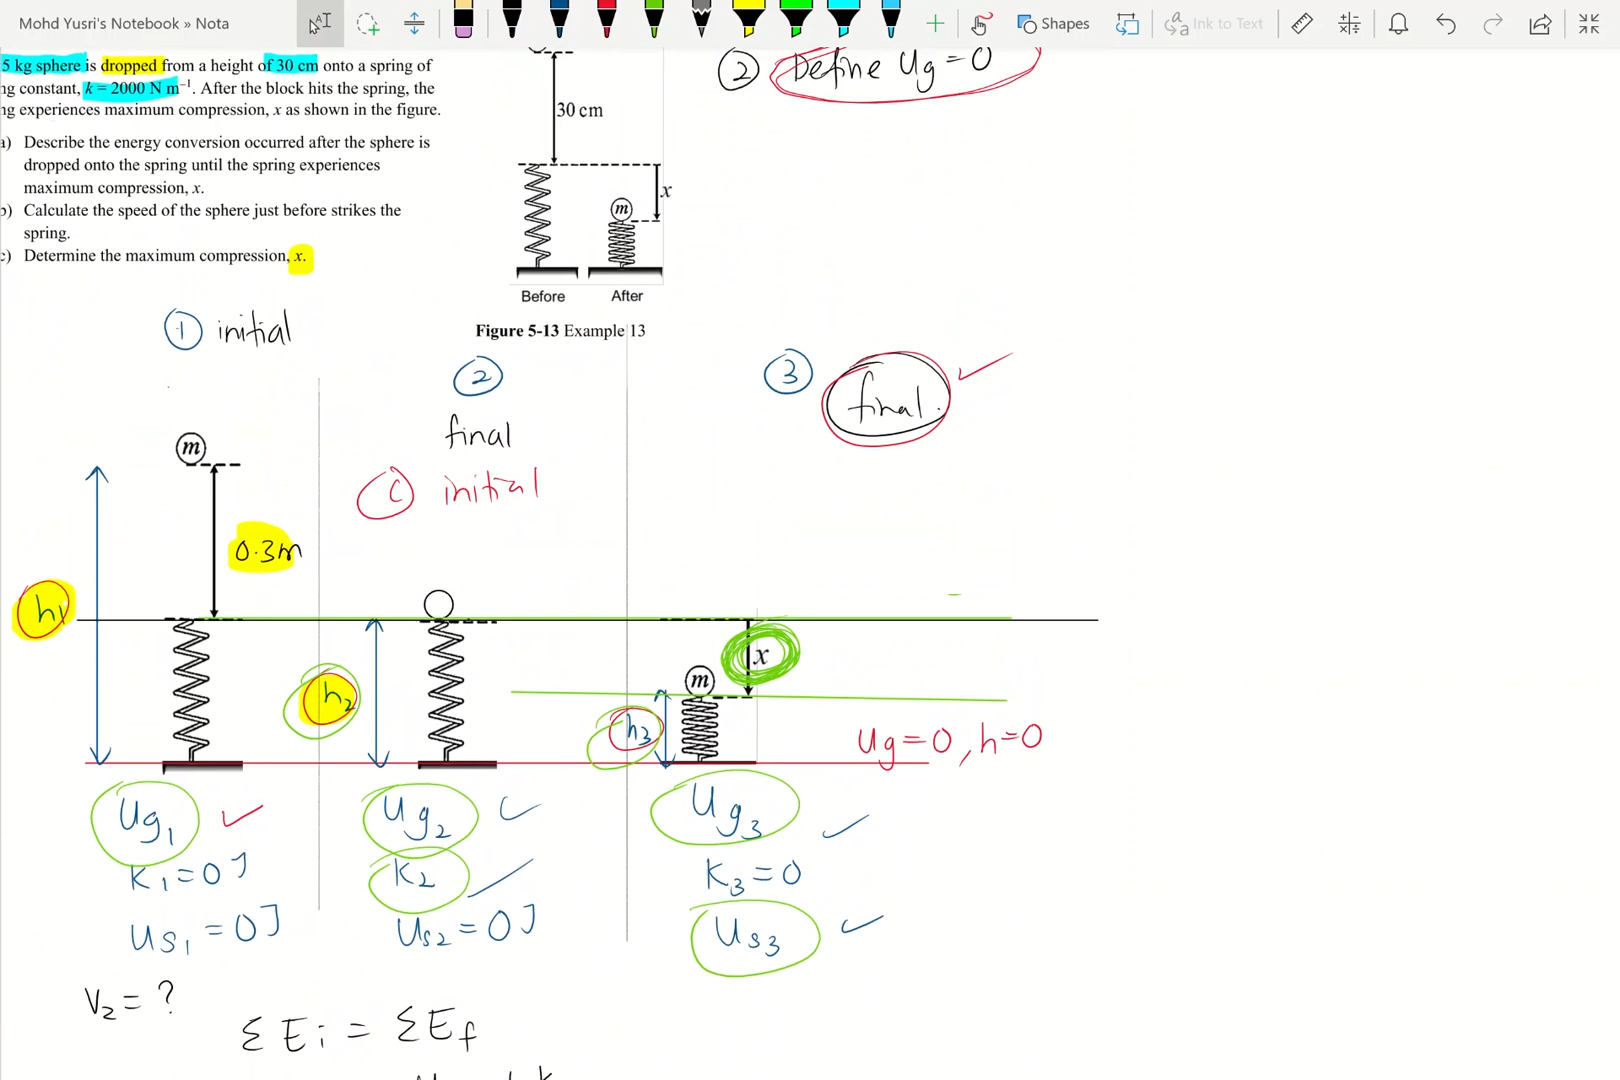 Mohd Yusri's Notebook » Nota
Shapes
Ink to Text
5 kg sphere is dropped from a height of 30 cm onto a spring of
ng constant, k = 2000 N m⁻¹. After the block hits the spring, the
ng experiences maximum compression, x as shown in the figure.
a) Describe the energy conversion occurred after the sphere is
dropped onto the spring until the spring experiences
maximum compression, x.
b) Calculate the speed of the sphere just before strikes the
spring.
c) Determine the maximum compression, x.
30 cm
x
m
Before After
Figure 5-13 Example 13
② Define Ug = 0
① initial
②
final
c) initial
③ final.
m
0.3m
h₁
h₂
x
m
h₃
Ug=0, h=0
Ug₁
K₁=0J
Us₁ =0J
Ug₂
K₂
Us₂=0J
Ug₃
K₃=0
Us₃
V₂= ?
ΣEi = ΣEf